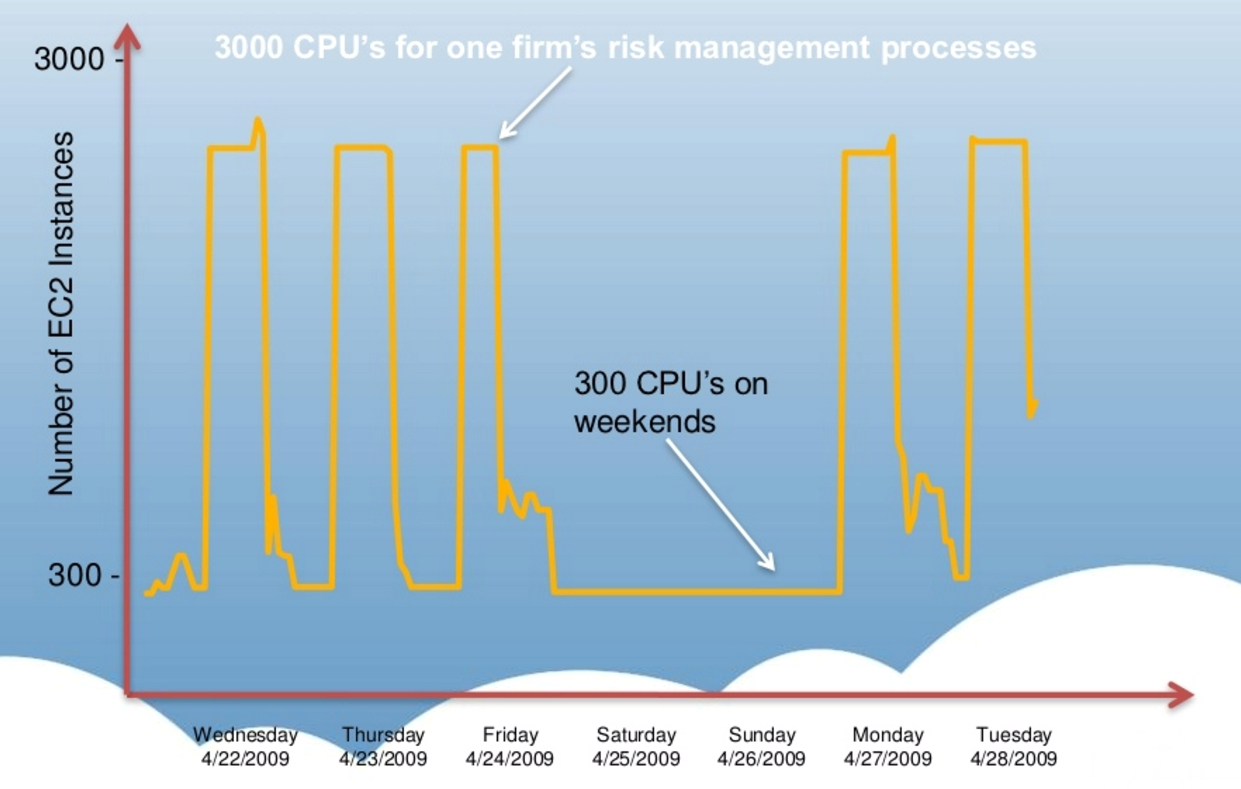 3000 CPU’s for one firm’s risk management processes
3000 -
Number of EC2 Instances
300 CPU’s on
weekends
300 -
Wednesday
4/22/2009
Thursday
4/23/2009
Friday
4/24/2009
Saturday
4/25/2009
Sunday
4/26/2009
Monday
4/27/2009
Tuesday
4/28/2009